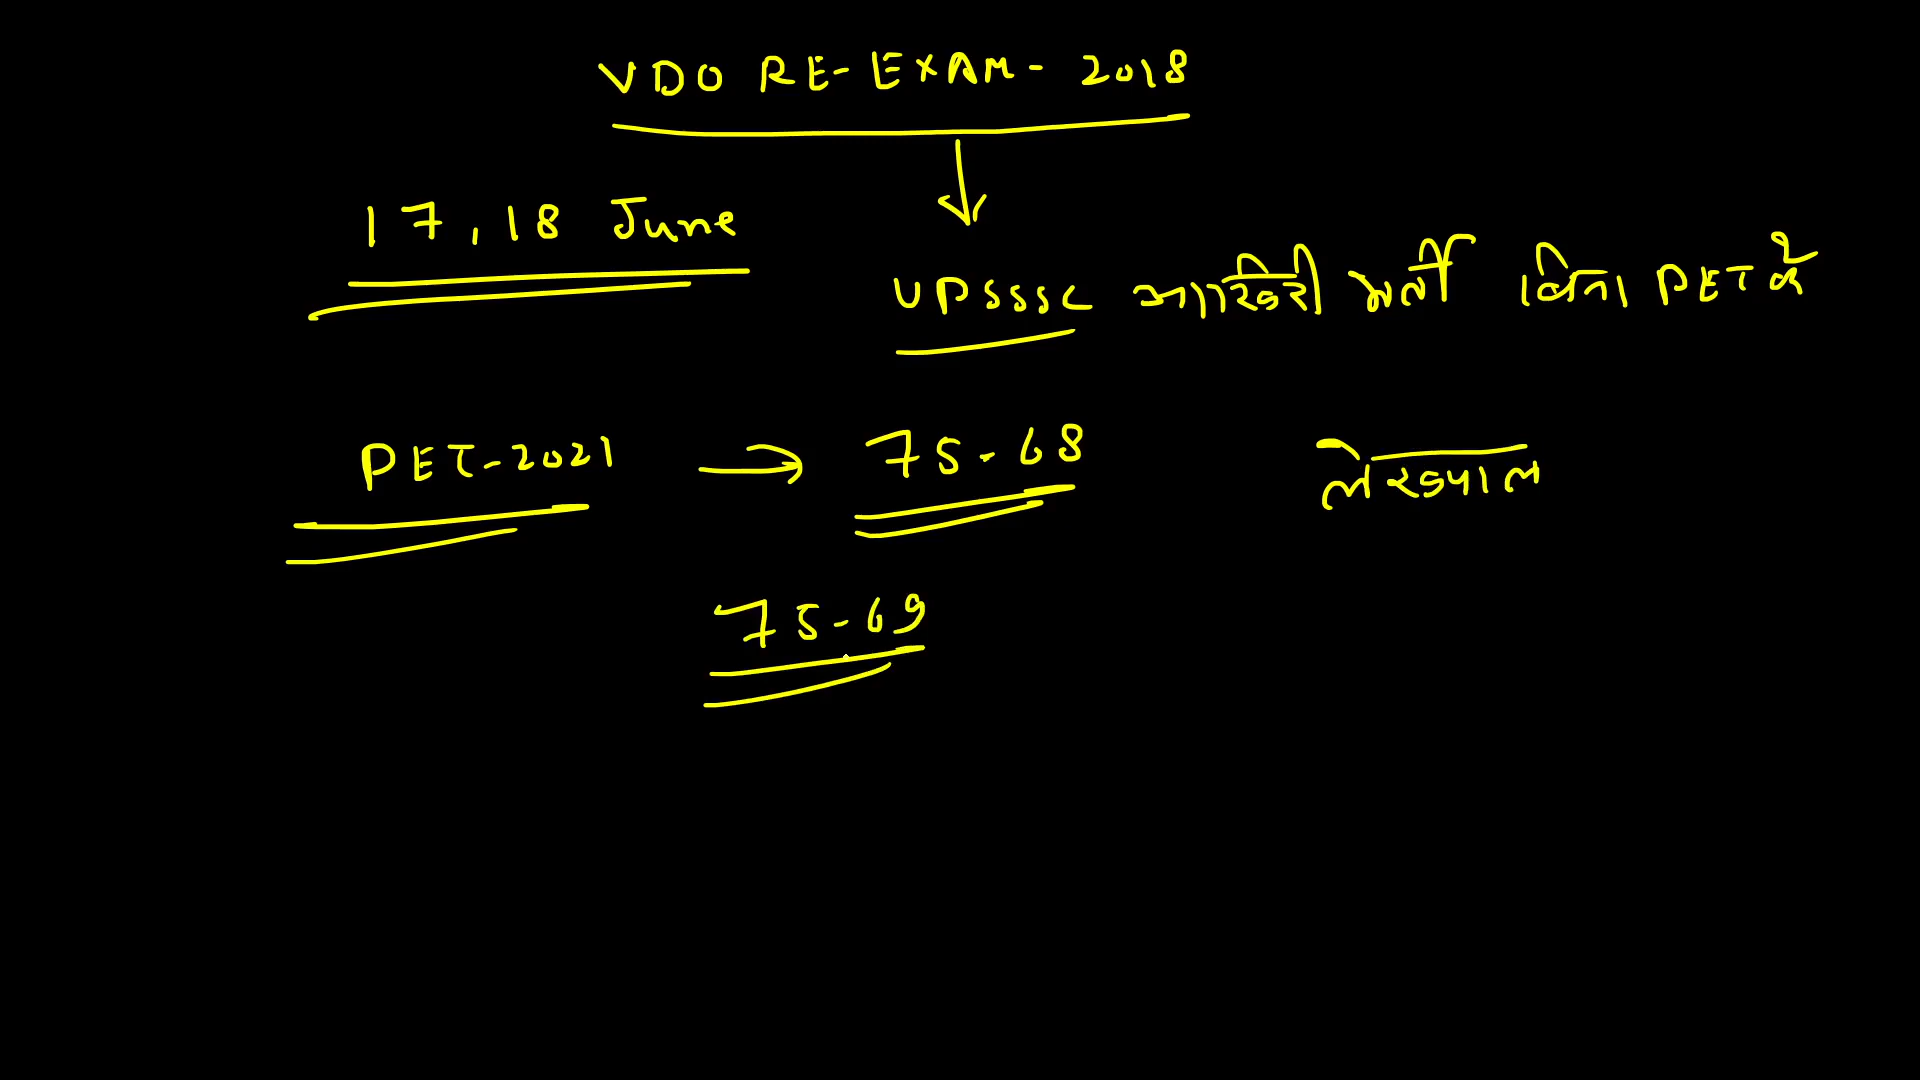 VDO RE-EXAM-2018
17,18 June
UPSSSC आखिरी भर्ती बिना PET के
PET-2021 → 75-68 लेखपाल
75-69